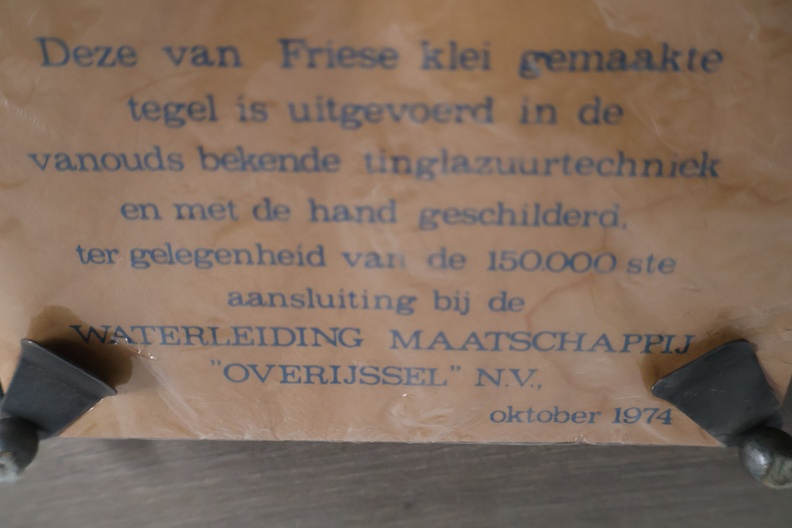 Deze van Friese klei gemaakte
tegel is uitgevoerd in de
vanouds bekende tinglazuurtechniek
en met de hand geschilderd,
ter gelegenheid van de 150.000 ste
aansluiting bij de
WATERLEIDING MAATSCHAPPIJ
"OVERIJSSEL" N.V.,
oktober 1974